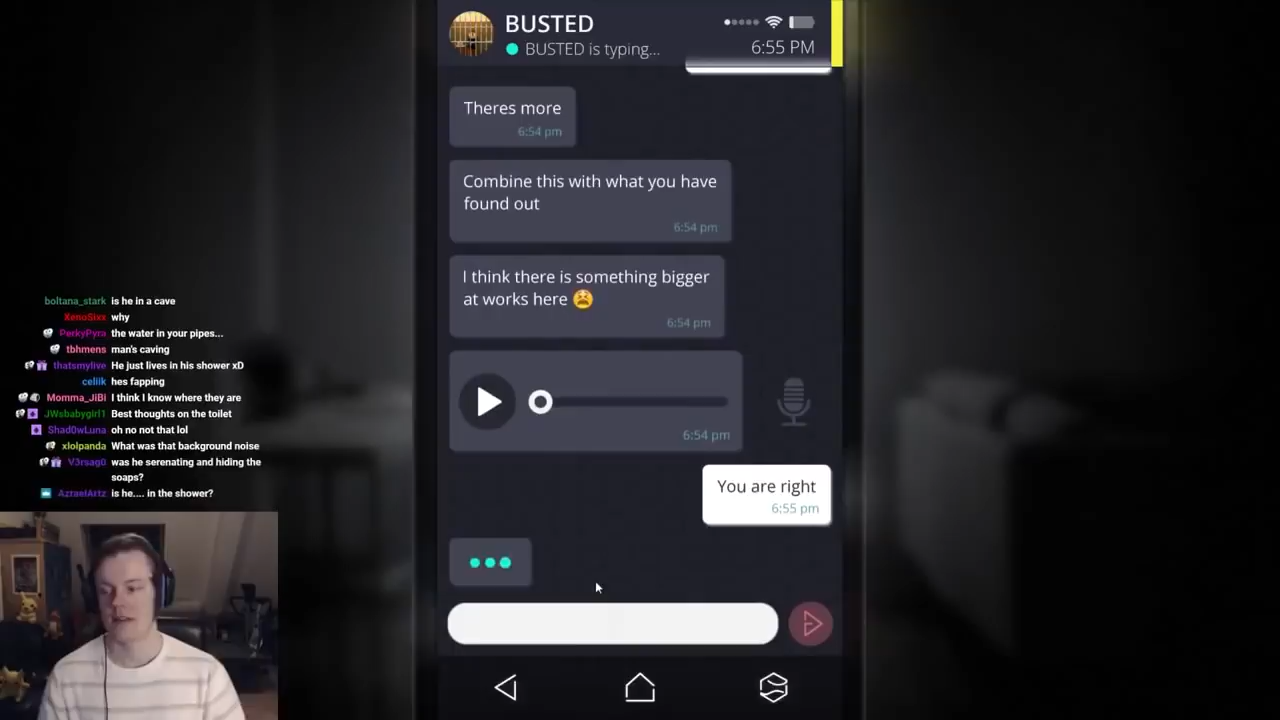 BUSTED
BUSTED is typing...
6:55 PM
Theres more
6:54 pm
Combine this with what you have
found out
6:54 pm
I think there is something bigger
at works here 😫
6:54 pm
6:54 pm
You are right
6:55 pm
boltana_stark is he in a cave
XenoSixx why
PerkyPyra the water in your pipes...
tbhmens man's caving
thatsmylive He just lives in his shower xD
celiik hes fapping
Momma_JiBi I think I know where they are
JWsbabygirl1 Best thoughts on the toilet
Shad0wLuna oh no not that lol
xlolpanda What was that background noise
V3rsag0 was he serenating and hiding the
soaps?
AzraelArtz is he.... in the shower?